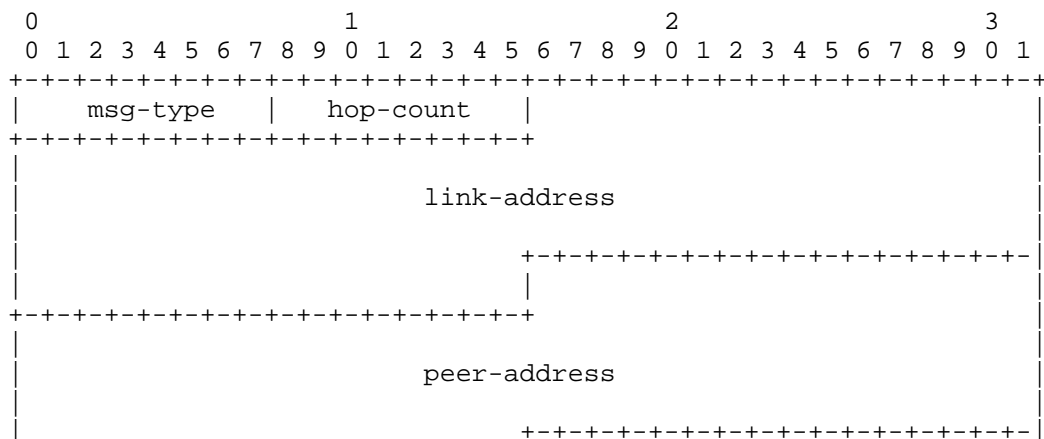 0                   1                   2                   3
 0 1 2 3 4 5 6 7 8 9 0 1 2 3 4 5 6 7 8 9 0 1 2 3 4 5 6 7 8 9 0 1
+-+-+-+-+-+-+-+-+-+-+-+-+-+-+-+-+-+-+-+-+-+-+-+-+-+-+-+-+-+-+-+-+
|    msg-type   |   hop-count   |                               |
+-+-+-+-+-+-+-+-+-+-+-+-+-+-+-+-+                               |
|                                                               |
|                         link-address                          |
|                                                               |
|                               +-+-+-+-+-+-+-+-+-+-+-+-+-+-+-+-|
|                               |                               |
+-+-+-+-+-+-+-+-+-+-+-+-+-+-+-+-+                               |
|                                                               |
|                         peer-address                          |
|                                                               |
|                               +-+-+-+-+-+-+-+-+-+-+-+-+-+-+-+-|